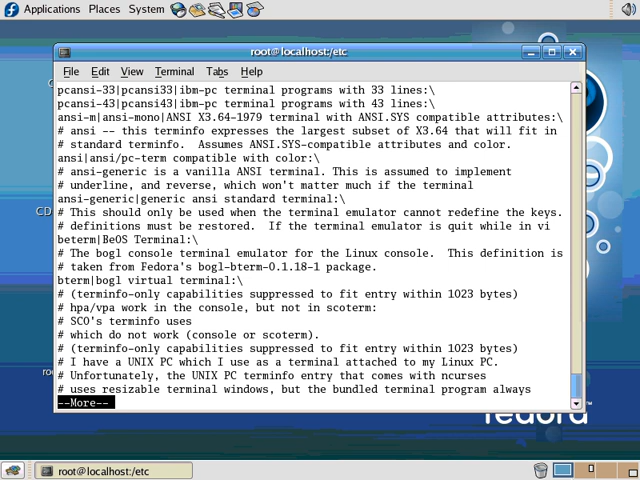 Applications Places System
root@localhost:/etc
File Edit View Terminal Tabs Help
pcansi-33|pcansi33|ibm-pc terminal programs with 33 lines:\
pcansi-43|pcansi43|ibm-pc terminal programs with 43 lines:\
ansi-m|ansi-mono|ANSI X3.64-1979 terminal with ANSI.SYS compatible attributes:\
# ansi -- this terminfo expresses the largest subset of X3.64 that will fit in
# standard terminfo.  Assumes ANSI.SYS-compatible attributes and color.
ansi|ansi/pc-term compatible with color:\
# ansi-generic is a vanilla ANSI terminal. This is assumed to implement
# underline, and reverse, which won't matter much if the terminal
ansi-generic|generic ansi standard terminal:\
# This should only be used when the terminal emulator cannot redefine the keys.
# definitions must be restored.  If the terminal emulator is quit while in vi
beterm|BeOS Terminal:\
# The bogl console terminal emulator for the Linux console.  This definition is
# taken from Fedora's bogl-bterm-0.1.18-1 package.
bterm|bogl virtual terminal:\
# (terminfo-only capabilities suppressed to fit entry within 1023 bytes)
# hpa/vpa work in the console, but not in scoterm:
# SCO's terminfo uses
# which do not work (console or scoterm).
# (terminfo-only capabilities suppressed to fit entry within 1023 bytes)
# I have a UNIX PC which I use as a terminal attached to my Linux PC.
# Unfortunately, the UNIX PC terminfo entry that comes with ncurses
# uses resizable terminal windows, but the bundled terminal program always
--More--
fedora™
root@localhost:/etc